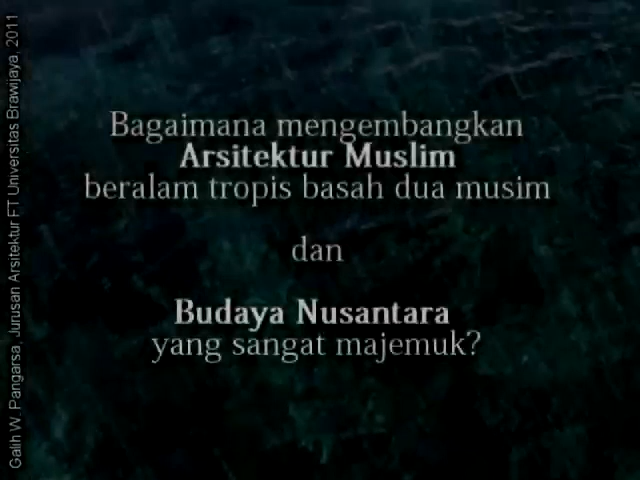 Bagaimana mengembangkan
Arsitektur Muslim
beralam tropis basah dua musim
dan
Budaya Nusantara
yang sangat majemuk?
Galih W. Pangarsa, Jurusan Arsitektur FT Universitas Brawijaya, 2011